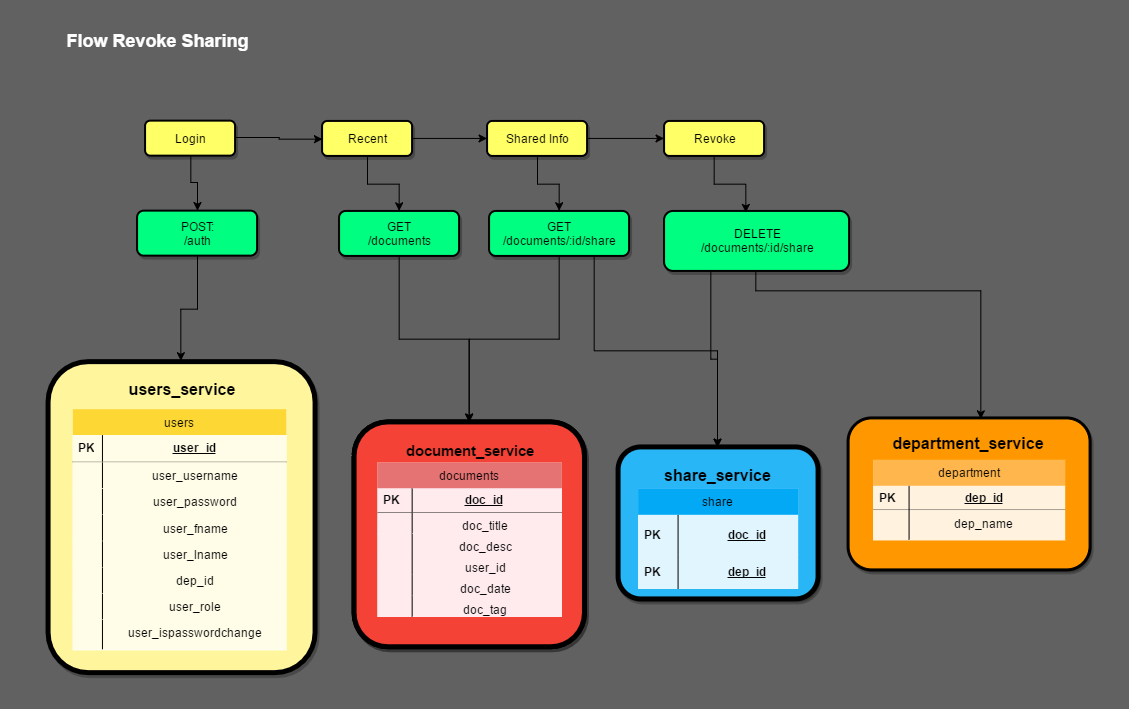 Flow Revoke Sharing
Login
Recent
Shared Info
Revoke
POST:
/auth
GET
/documents
GET
/documents/:id/share
DELETE
/documents/:id/share
users_service
users
PK user_id
user_username
user_password
user_fname
user_lname
dep_id
user_role
user_ispasswordchange
document_service
documents
PK doc_id
doc_title
doc_desc
user_id
doc_date
doc_tag
share_service
share
PK doc_id
PK dep_id
department_service
department
PK dep_id
dep_name